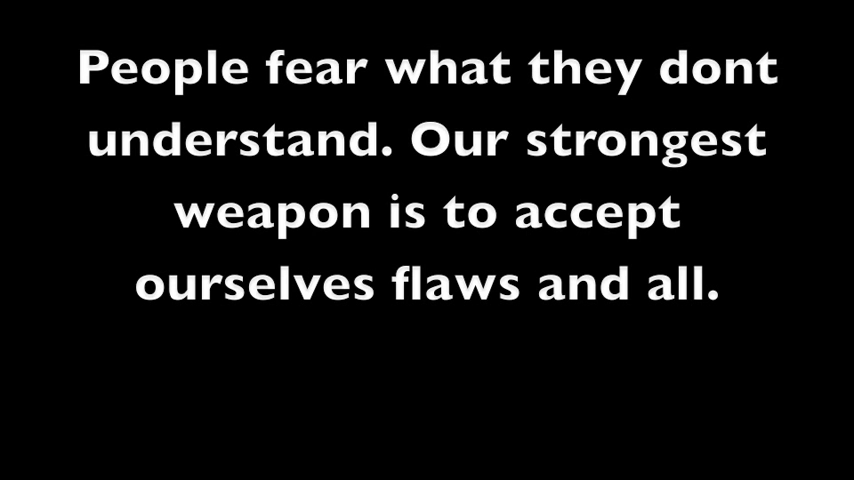 People fear what they dont
understand. Our strongest
weapon is to accept
ourselves flaws and all.